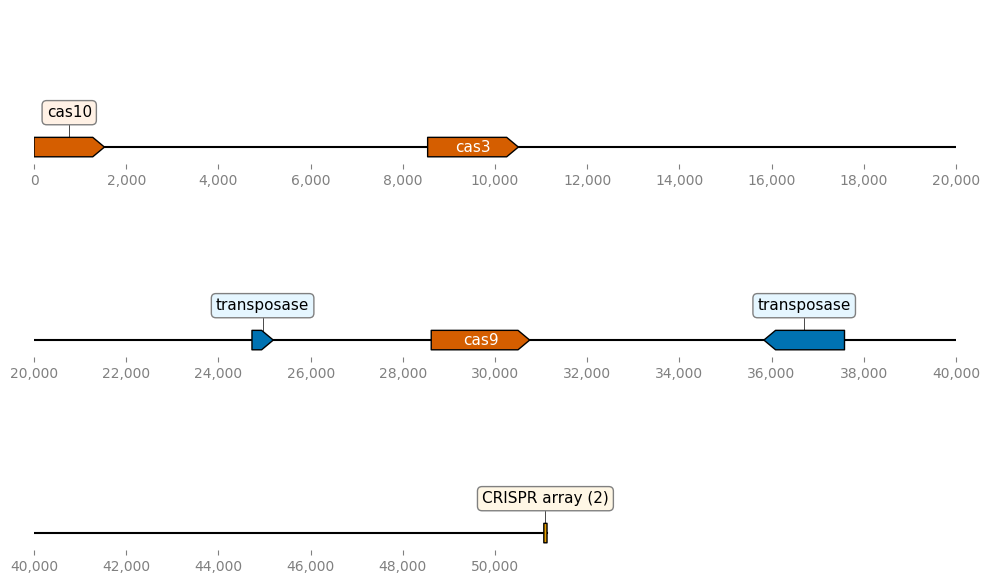 cas10
cas3
0 2,000 4,000 6,000 8,000 10,000 12,000 14,000 16,000 18,000 20,000
transposase transposase
cas9
20,000 22,000 24,000 26,000 28,000 30,000 32,000 34,000 36,000 38,000 40,000
CRISPR array (2)
40,000 42,000 44,000 46,000 48,000 50,000